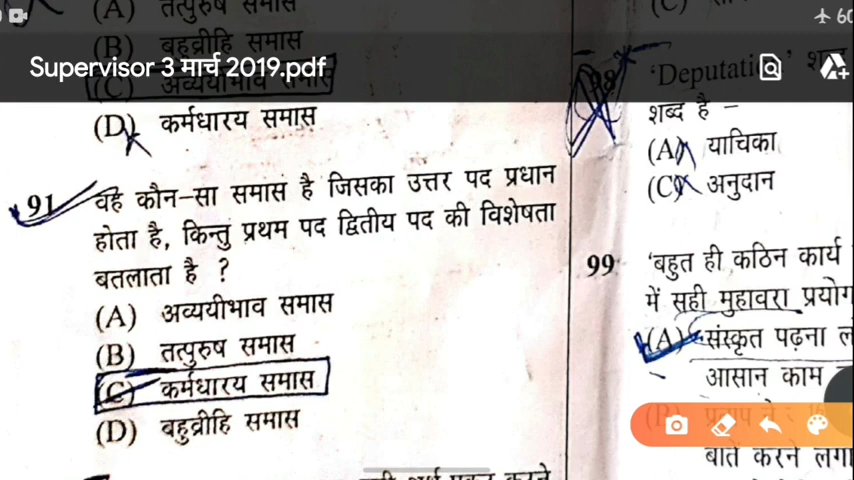 (A) तत्पुरुष समास
(B) बहुव्रीहि समास
(C) अव्ययीभाव समास
Supervisor 3 मार्च 2019.pdf
(D) कर्मधारय समास
91 वह कौन-सा समास है जिसका उत्तर पद प्रधान
होता है, किन्तु प्रथम पद द्वितीय पद की विशेषता
बतलाता है ?
(A) अव्ययीभाव समास
(B) तत्पुरुष समास
(C) कर्मधारय समास
(D) बहुव्रीहि समास
(C)
98 'Deputati
शब्द है –
(A) याचिका
(C) अनुदान
99 'बहुत ही कठिन कार्य
में सही मुहावरा प्रयोग
(A) संस्कृत पढ़ना
आसान काम
(B)
बातें करने लगा
60